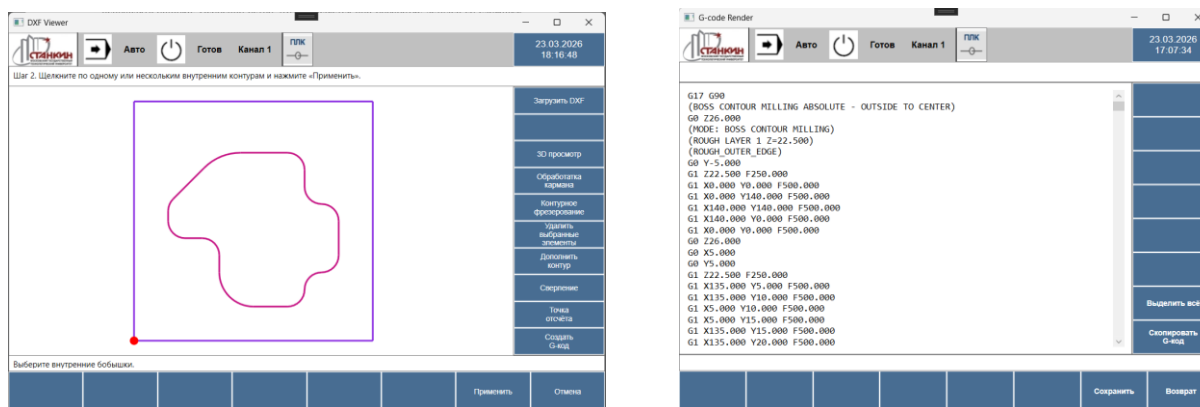 DXF Viewer
СТАНКИН
Авто
Готов
Канал 1
ПЛК
23.03.2026
18:16:48
Шаг 2. Щелкните по одному или нескольким внутренним контурам и нажмите «Применить».
Загрузить DXF
3D просмотр
Обработатка
кармана
Контурное
фрезерование
Удалить
выбранные
элементы
Дополнить
контур
Сверление
Точка
отсчёта
Создать
G-код
Выберите внутренние бобышки.
Применить
Отмена
G-code Render
СТАНКИН
Авто
Готов
Канал 1
ПЛК
23.03.2026
17:07:34
G17 G90
(BOSS CONTOUR MILLING ABSOLUTE - OUTSIDE TO CENTER)
G0 Z26.000
(MODE: BOSS CONTOUR MILLING)
(ROUGH LAYER 1 Z=22.500)
(ROUGH_OUTER_EDGE)
G0 Y-5.000
G1 Z22.500 F250.000
G1 X0.000 Y0.000 F500.000
G1 X0.000 Y140.000 F500.000
G1 X140.000 Y140.000 F500.000
G1 X140.000 Y0.000 F500.000
G1 X0.000 Y0.000 F500.000
G0 Z26.000
G0 X5.000
G0 Y5.000
G1 Z22.500 F250.000
G1 X135.000 Y5.000 F500.000
G1 X135.000 Y10.000 F500.000
G1 X5.000 Y10.000 F500.000
G1 X5.000 Y15.000 F500.000
G1 X135.000 Y15.000 F500.000
G1 X135.000 Y20.000 F500.000
Выделить всё
Скопировать
G-код
Сохранить
Возврат